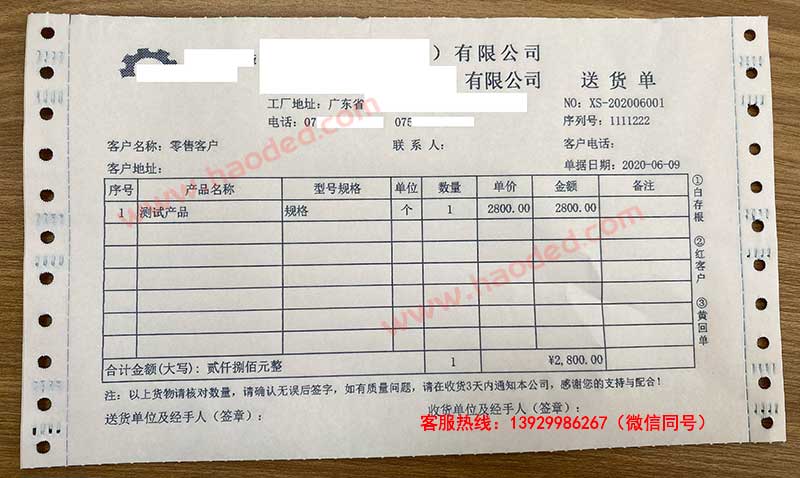 ）有限公司
有限公司 送货单
工厂地址：广东省
NO: XS-202006001
电话：07 075
序列号：1111222
客户名称：零售客户 联系人： 客户电话：
客户地址： 单据日期：2020-06-09
序号 产品名称 型号规格 单位 数量 单价 金额 备注
1 测试产品 规格 个 1 2800.00 2800.00
合计金额(大写)：贰仟捌佰元整 1 ¥2,800.00
①白存根 ②红客户 ③黄回单
注：以上货物请核对数量，请确认无误后签字，如有质量问题，请在收货3天内通知本公司，感谢您的支持与配合！
送货单位及经手人（签章）： 收货单位及经手人（签章）：
客服热线：13929986267（微信同号）
www.haoded.com
www.haoded.com